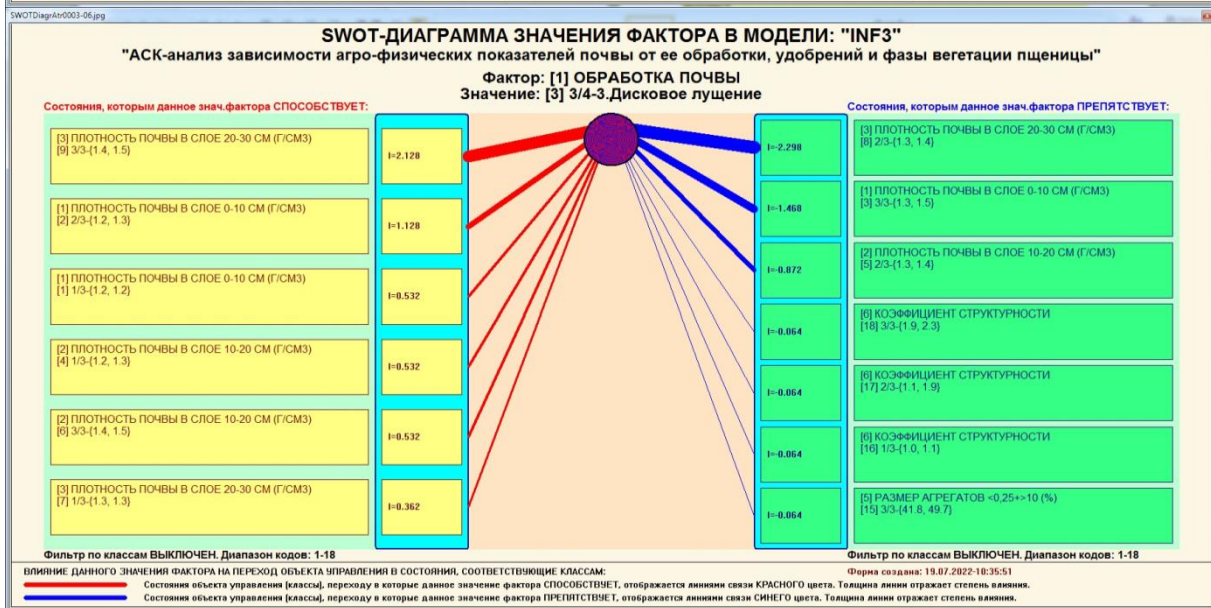 SWOTDiagrAtr0003-06.jpg
SWOT-ДИАГРАММА ЗНАЧЕНИЯ ФАКТОРА В МОДЕЛИ: "INF3"
"АСК-анализ зависимости агро-физических показателей почвы от ее обработки, удобрений и фазы вегетации пщеницы"
Фактор: [1] ОБРАБОТКА ПОЧВЫ
Значение: [3] 3/4-3.Дисковое лущение
Состояния, которым данное знач.фактора СПОСОБСТВУЕТ:
[3] ПЛОТНОСТЬ ПОЧВЫ В СЛОЕ 20-30 СМ (Г/СМ3)
[9] 3/3-{1.4, 1.5}
I=2.128
[1] ПЛОТНОСТЬ ПОЧВЫ В СЛОЕ 0-10 СМ (Г/СМ3)
[2] 2/3-{1.2, 1.3}
I=1.128
[1] ПЛОТНОСТЬ ПОЧВЫ В СЛОЕ 0-10 СМ (Г/СМ3)
[1] 1/3-{1.2, 1.2}
I=0.532
[2] ПЛОТНОСТЬ ПОЧВЫ В СЛОЕ 10-20 СМ (Г/СМ3)
[4] 1/3-{1.2, 1.3}
I=0.532
[2] ПЛОТНОСТЬ ПОЧВЫ В СЛОЕ 10-20 СМ (Г/СМ3)
[6] 3/3-{1.4, 1.5}
I=0.532
[3] ПЛОТНОСТЬ ПОЧВЫ В СЛОЕ 20-30 СМ (Г/СМ3)
[7] 1/3-{1.3, 1.3}
I=0.362
Фильтр по классам ВЫКЛЮЧЕН. Диапазон кодов: 1-18
Состояния, которым данное знач.фактора ПРЕПЯТСТВУЕТ:
I=-2.298
[3] ПЛОТНОСТЬ ПОЧВЫ В СЛОЕ 20-30 СМ (Г/СМ3)
[8] 2/3-{1.3, 1.4}
I=-1.468
[1] ПЛОТНОСТЬ ПОЧВЫ В СЛОЕ 0-10 СМ (Г/СМ3)
[3] 3/3-{1.3, 1.5}
I=-0.872
[2] ПЛОТНОСТЬ ПОЧВЫ В СЛОЕ 10-20 СМ (Г/СМ3)
[5] 2/3-{1.3, 1.4}
I=-0.064
[6] КОЭФФИЦИЕНТ СТРУКТУРНОСТИ
[18] 3/3-{1.9, 2.3}
I=-0.064
[6] КОЭФФИЦИЕНТ СТРУКТУРНОСТИ
[17] 2/3-{1.1, 1.9}
I=-0.064
[6] КОЭФФИЦИЕНТ СТРУКТУРНОСТИ
[16] 1/3-{1.0, 1.1}
I=-0.064
[5] РАЗМЕР АГРЕГАТОВ <0,25+>10 (%)
[15] 3/3-{41.8, 49.7}
Фильтр по классам ВЫКЛЮЧЕН. Диапазон кодов: 1-18
ВЛИЯНИЕ ДАННОГО ЗНАЧЕНИЯ ФАКТОРА НА ПЕРЕХОД ОБЪЕКТА УПРАВЛЕНИЯ В СОСТОЯНИЯ, СООТВЕТСТВУЮЩИЕ КЛАССАМ:
Форма создана: 19.07.2022-10:35:51
Состояния объекта управления (классы), переходу в которые данное значение фактора СПОСОБСТВУЕТ, отображается линиями связи КРАСНОГО цвета. Толщина линии отражает степень влияния.
Состояния объекта управления (классы), переходу в которые данное значение фактора ПРЕПЯТСТВУЕТ, отображается линиями связи СИНЕГО цвета. Толщина линии отражает степень влияния.